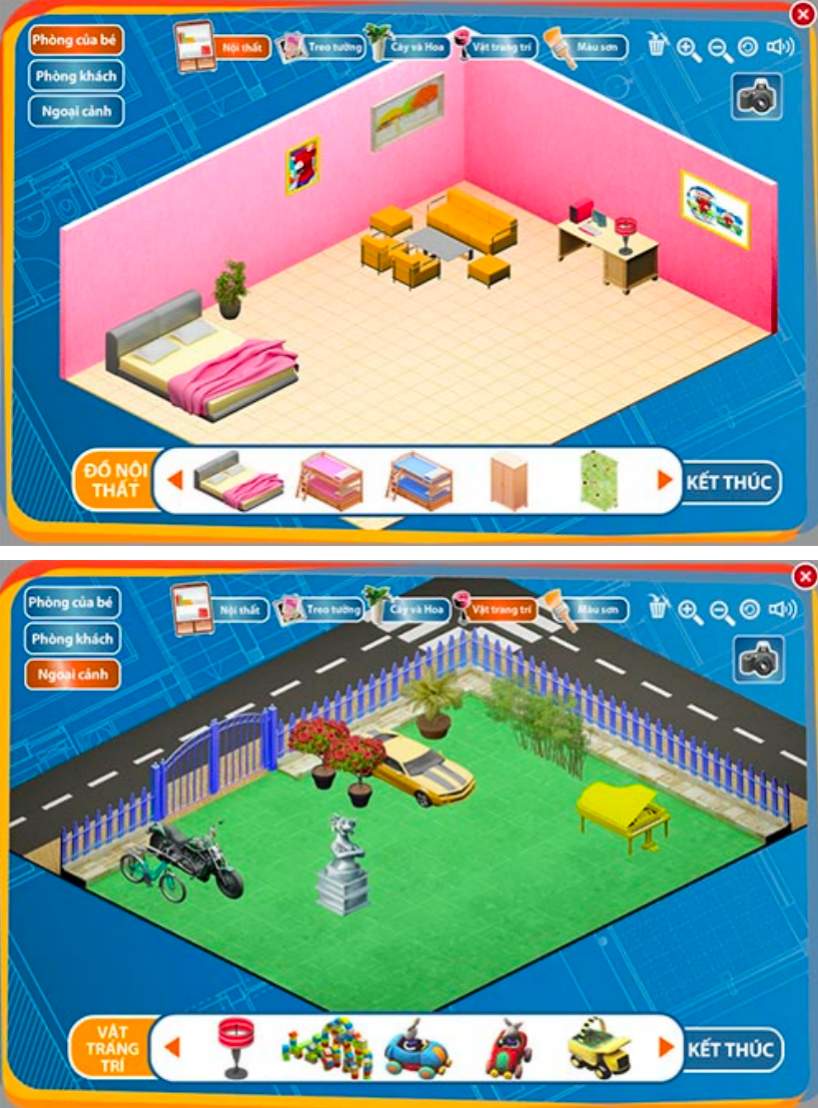 Phòng của bé
Nội thất
Treo tường
Cây và Hoa
Vật trang trí
Màu sơn
Phòng khách
Ngoại cảnh
ĐỒ NỘI
THẤT
KẾT THÚC
Phòng của bé
Nội thất
Treo tường
Cây và Hoa
Vật trang trí
Màu sơn
Phòng khách
Ngoại cảnh
VẬT
TRANG
TRÍ
KẾT THÚC